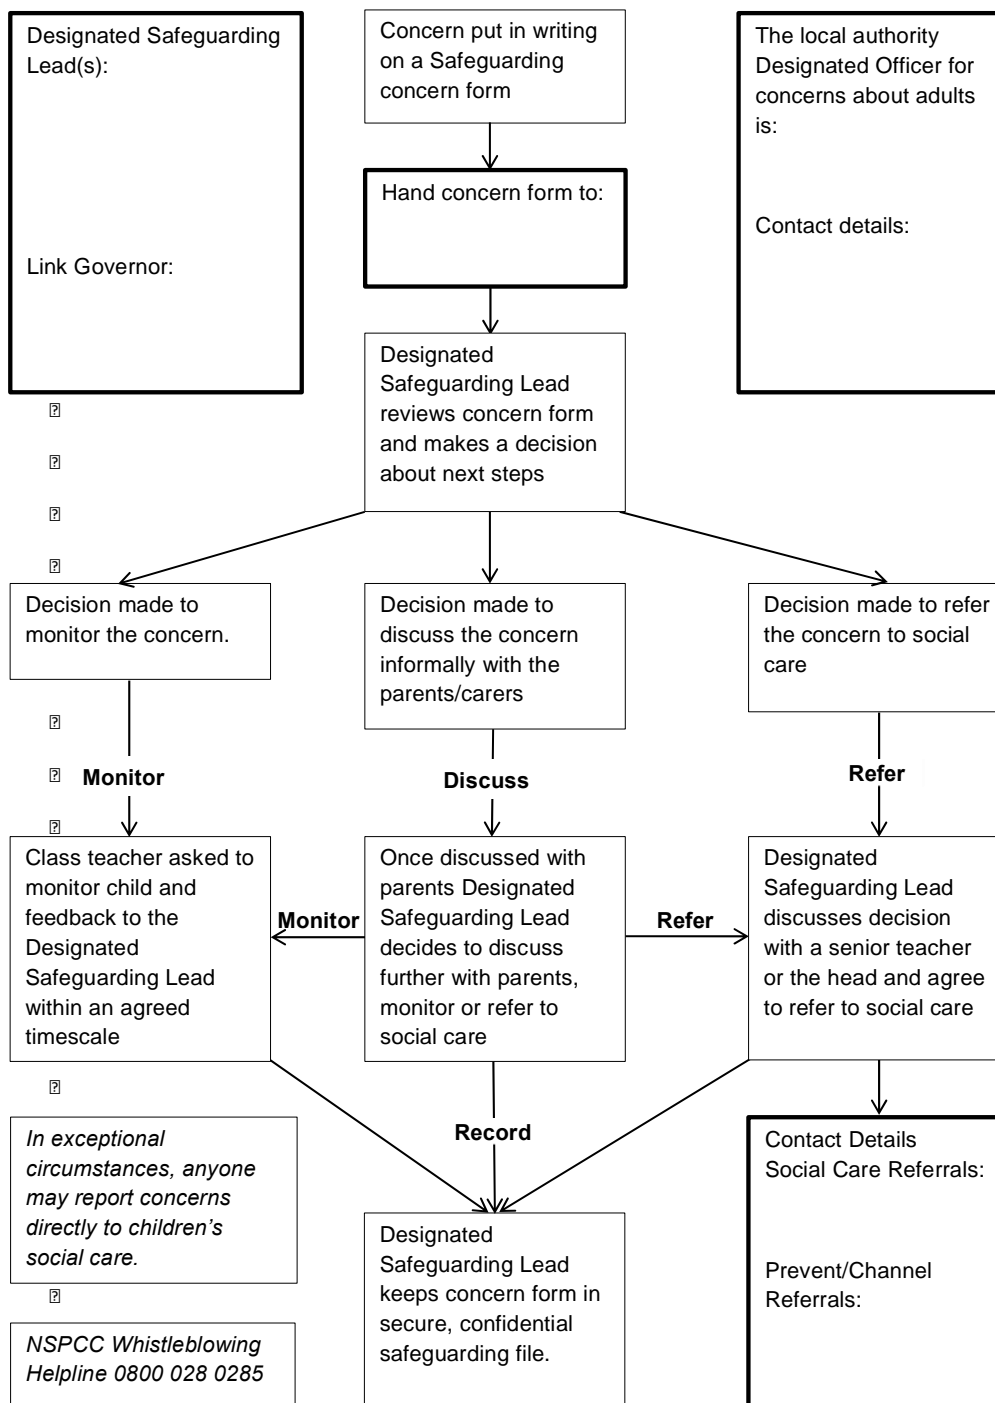 Designated Safeguarding
Lead(s):
Link Governor:
Concern put in writing
on a Safeguarding
concern form
The local authority
Designated Officer for
concerns about adults
is:
Contact details:
Hand concern form to:
Designated
Safeguarding Lead
reviews concern form
and makes a decision
about next steps
Decision made to
monitor the concern.
Decision made to
discuss the concern
informally with the
parents/carers
Decision made to refer
the concern to social
care
Monitor
Discuss
Refer
Class teacher asked to
monitor child and
feedback to the
Designated
Safeguarding Lead
within an agreed
timescale
Monitor
Once discussed with
parents Designated
Safeguarding Lead
decides to discuss
further with parents,
monitor or refer to
social care
Refer
Designated
Safeguarding Lead
discusses decision
with a senior teacher
or the head and agree
to refer to social care
Record
In exceptional
circumstances, anyone
may report concerns
directly to children’s
social care.
NSPCC Whistleblowing
Helpline 0800 028 0285
Designated
Safeguarding Lead
keeps concern form in
secure, confidential
safeguarding file.
Contact Details
Social Care Referrals:
Prevent/Channel
Referrals: